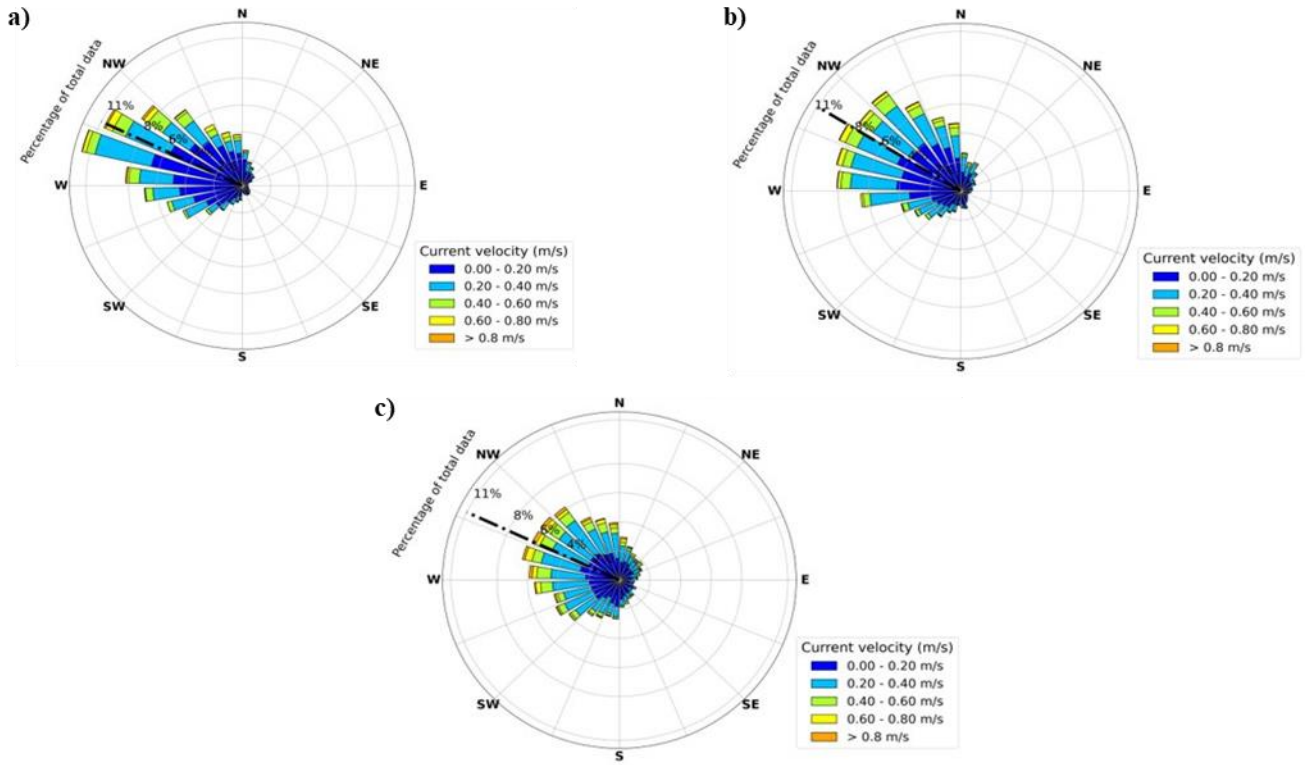 a)
N
NW
NE
Percentage of total data
11%
8%
6%
W
E
SW
SE
S
Current velocity (m/s)
0.00 - 0.20 m/s
0.20 - 0.40 m/s
0.40 - 0.60 m/s
0.60 - 0.80 m/s
> 0.8 m/s
b)
N
NW
NE
Percentage of total data
11%
8%
6%
W
E
SW
SE
S
Current velocity (m/s)
0.00 - 0.20 m/s
0.20 - 0.40 m/s
0.40 - 0.60 m/s
0.60 - 0.80 m/s
> 0.8 m/s
c)
N
NW
NE
Percentage of total data
11%
8%
6%
4%
W
E
SW
SE
S
Current velocity (m/s)
0.00 - 0.20 m/s
0.20 - 0.40 m/s
0.40 - 0.60 m/s
0.60 - 0.80 m/s
> 0.8 m/s